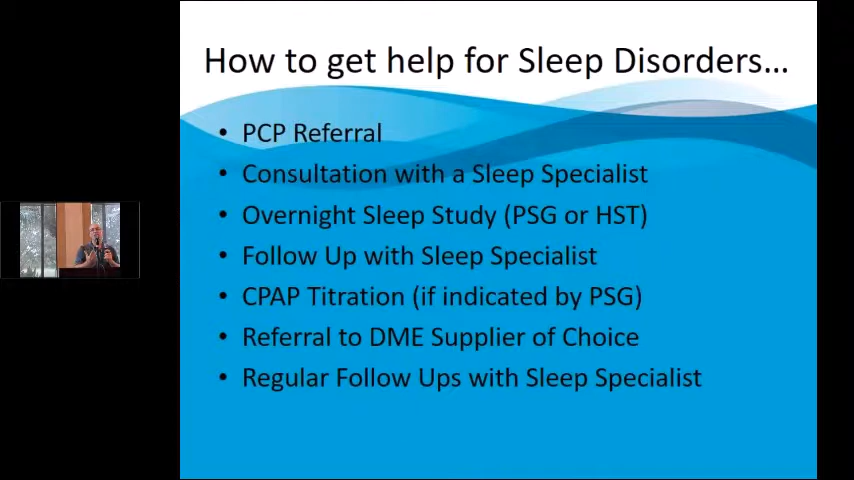 How to get help for Sleep Disorders…
• PCP Referral
• Consultation with a Sleep Specialist
• Overnight Sleep Study (PSG or HST)
• Follow Up with Sleep Specialist
• CPAP Titration (if indicated by PSG)
• Referral to DME Supplier of Choice
• Regular Follow Ups with Sleep Specialist